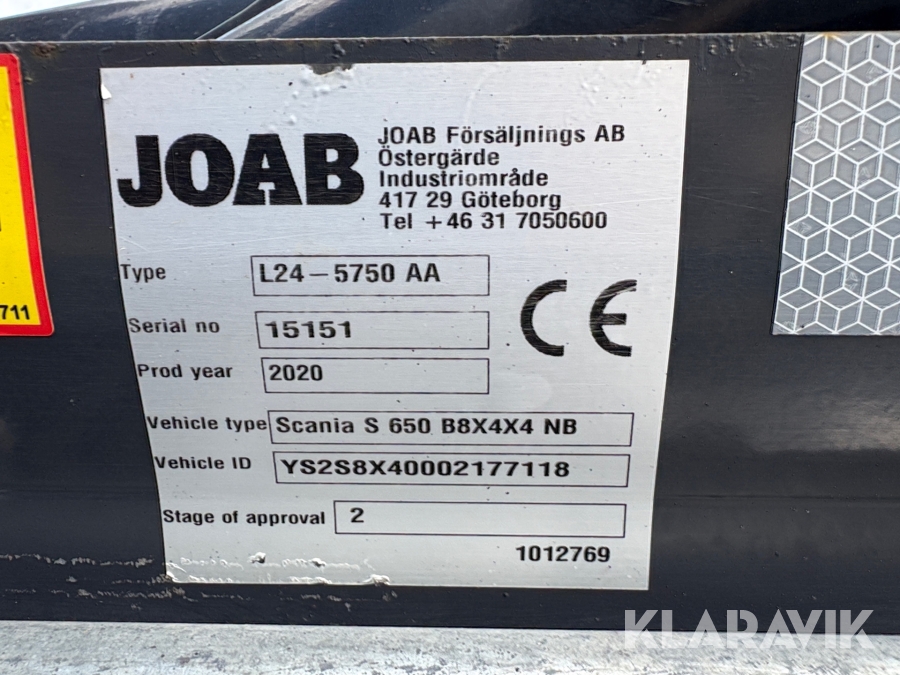 JOAB
JOAB Försäljnings AB
Östergärde
Industriområde
417 29 Göteborg
Tel +46 31 7050600
Type L24-5750 AA
Serial no 15151
Prod year 2020
CE
Vehicle type Scania S 650 B8X4X4 NB
Vehicle ID YS2S8X40002177118
Stage of approval 2
1012769
711
KLARAVIK